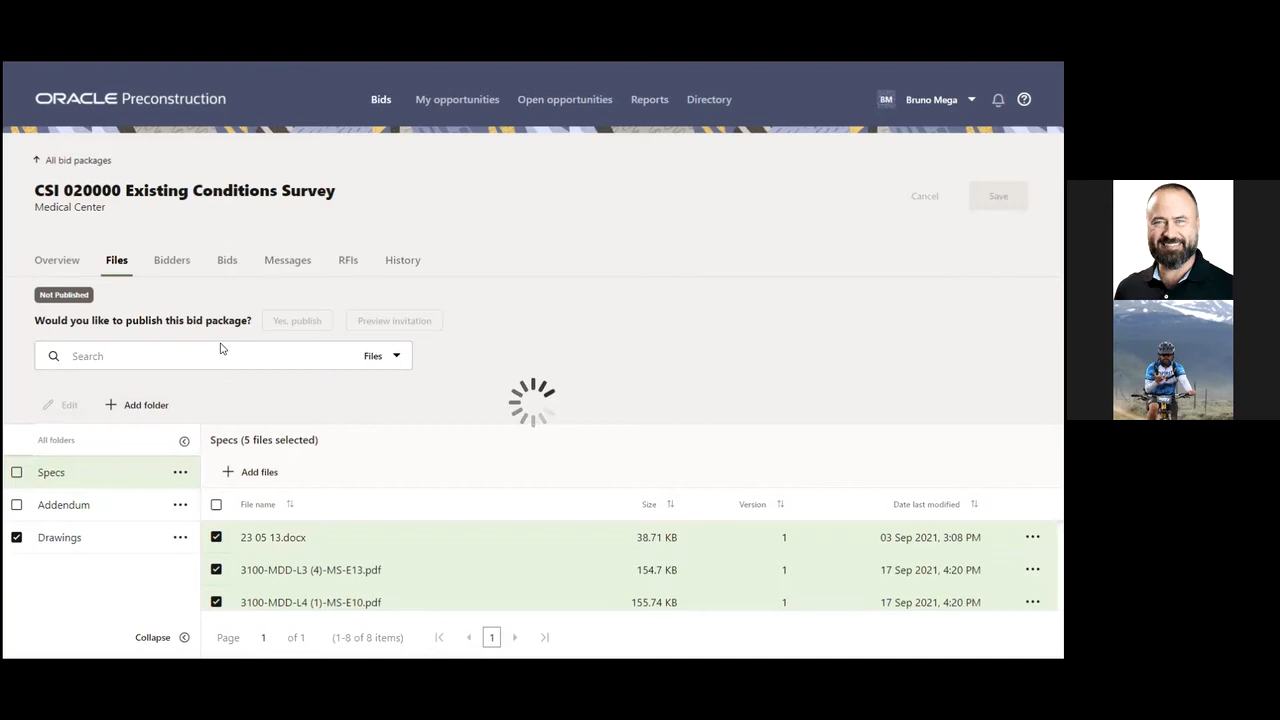 ORACLE Preconstruction
Bids My opportunities Open opportunities Reports Directory
BM Bruno Mega
All bid packages
CSI 020000 Existing Conditions Survey
Medical Center
Cancel Save
Overview Files Bidders Bids Messages RFIs History
Not Published
Would you like to publish this bid package? Yes, publish Preview invitation
Search Files
Edit Add folder
All folders
Specs (5 files selected)
Specs
Add files
Addendum
File name Size Version Date last modified
Drawings
23 05 13.docx 38.71 KB 1 03 Sep 2021, 3:08 PM
3100-MDD-L3 (4)-MS-E13.pdf 154.7 KB 1 17 Sep 2021, 4:20 PM
3100-MDD-L4 (1)-MS-E10.pdf 155.74 KB 1 17 Sep 2021, 4:20 PM
Collapse
Page 1 of 1 (1-8 of 8 items) 1